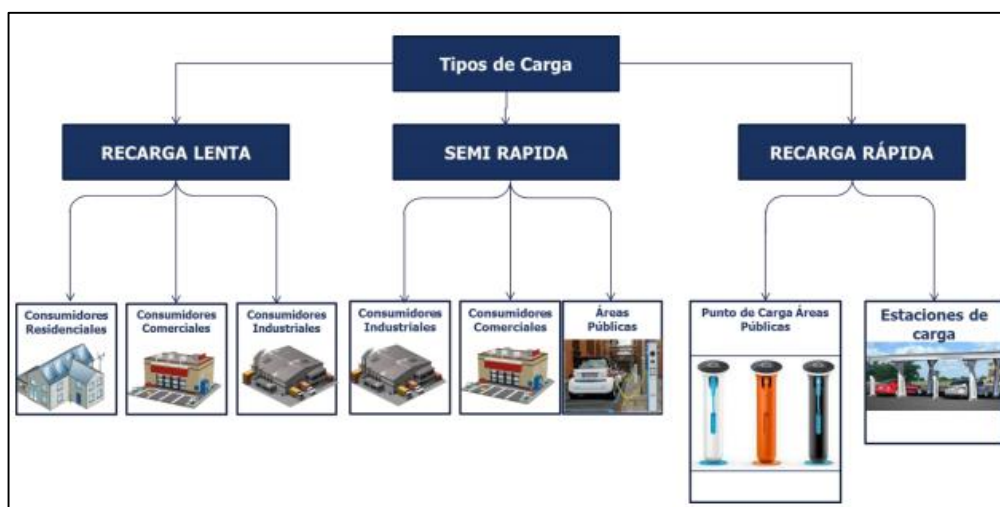 Tipos de Carga
RECARGA LENTA
SEMI RAPIDA
RECARGA RÁPIDA
Consumidores
Residenciales
Consumidores
Comerciales
Consumidores
Industriales
Consumidores
Industriales
Consumidores
Comerciales
Áreas
Públicas
Punto de Carga Áreas
Públicas
Estaciones de
carga